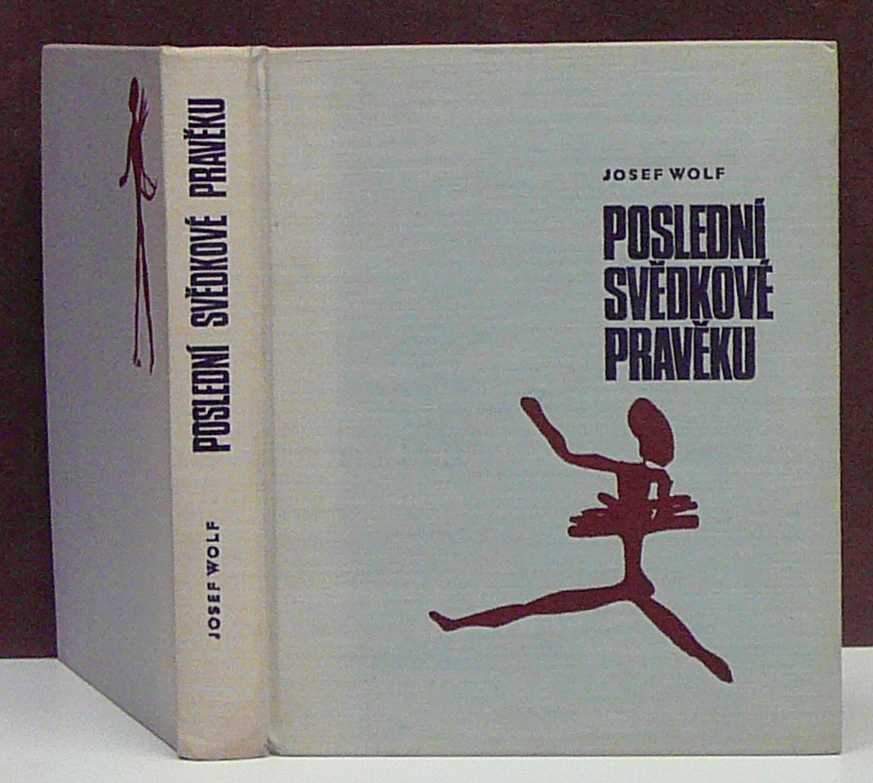 POSLEDNÍ SVĚDKOVÉ PRAVĚKU
JOSEF WOLF
JOSEF WOLF
POSLEDNÍ
SVĚDKOVÉ
PRAVĚKU